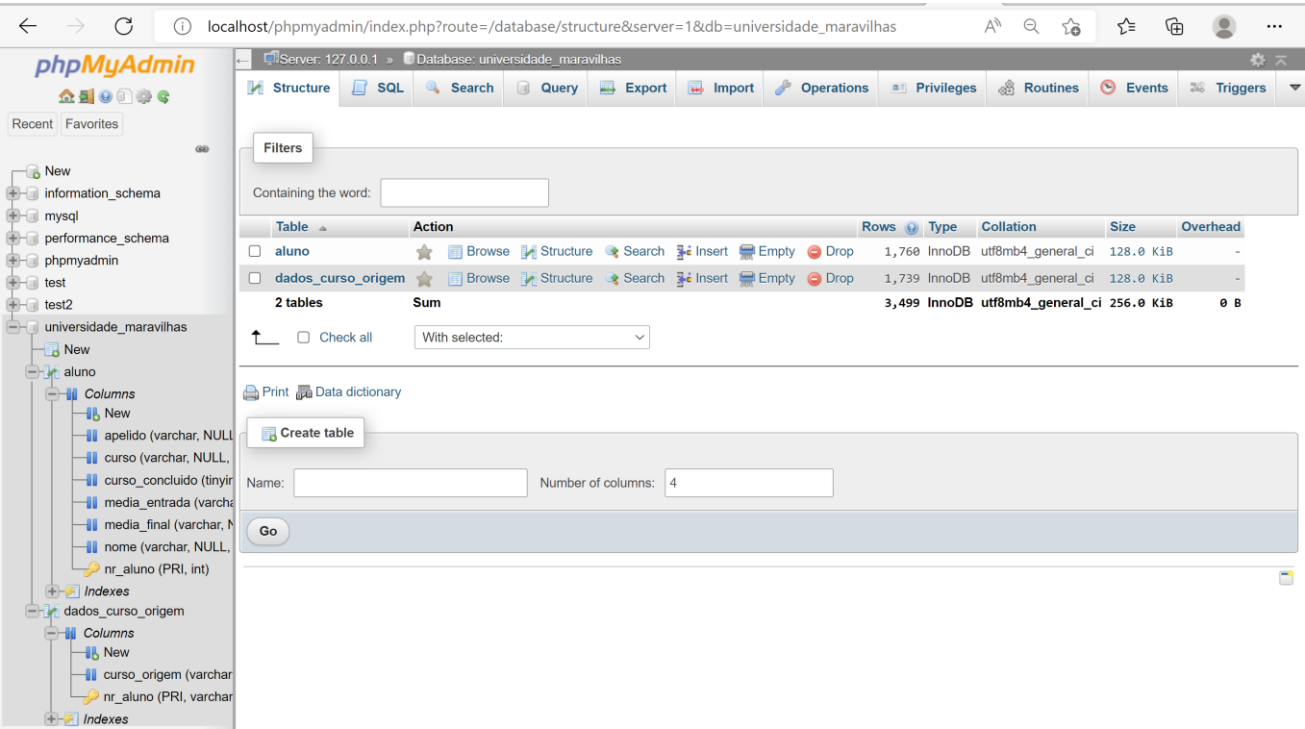 localhost/phpmyadmin/index.php?route=/database/structure&server=1&db=universidade_maravilhas
phpMyAdmin
Recent Favorites
New
information_schema
mysql
performance_schema
phpmyadmin
test
test2
universidade_maravilhas
New
aluno
Columns
New
apelido (varchar, NULL
curso (varchar, NULL,
curso_concluido (tinyin
media_entrada (varcha
media_final (varchar, N
nome (varchar, NULL,
nr_aluno (PRI, int)
Indexes
dados_curso_origem
Columns
New
curso_origem (varchar
nr_aluno (PRI, varchar
Indexes
Server: 127.0.0.1 » Database: universidade_maravilhas
Structure SQL Search Query Export Import Operations Privileges Routines Events Triggers
Filters
Containing the word:
Table Action Rows Type Collation Size Overhead
aluno Browse Structure Search Insert Empty Drop 1,760 InnoDB utf8mb4_general_ci 128.0 KiB -
dados_curso_origem Browse Structure Search Insert Empty Drop 1,739 InnoDB utf8mb4_general_ci 128.0 KiB -
2 tables Sum 3,499 InnoDB utf8mb4_general_ci 256.0 KiB 0 B
Check all With selected:
Print Data dictionary
Create table
Name: Number of columns: 4
Go